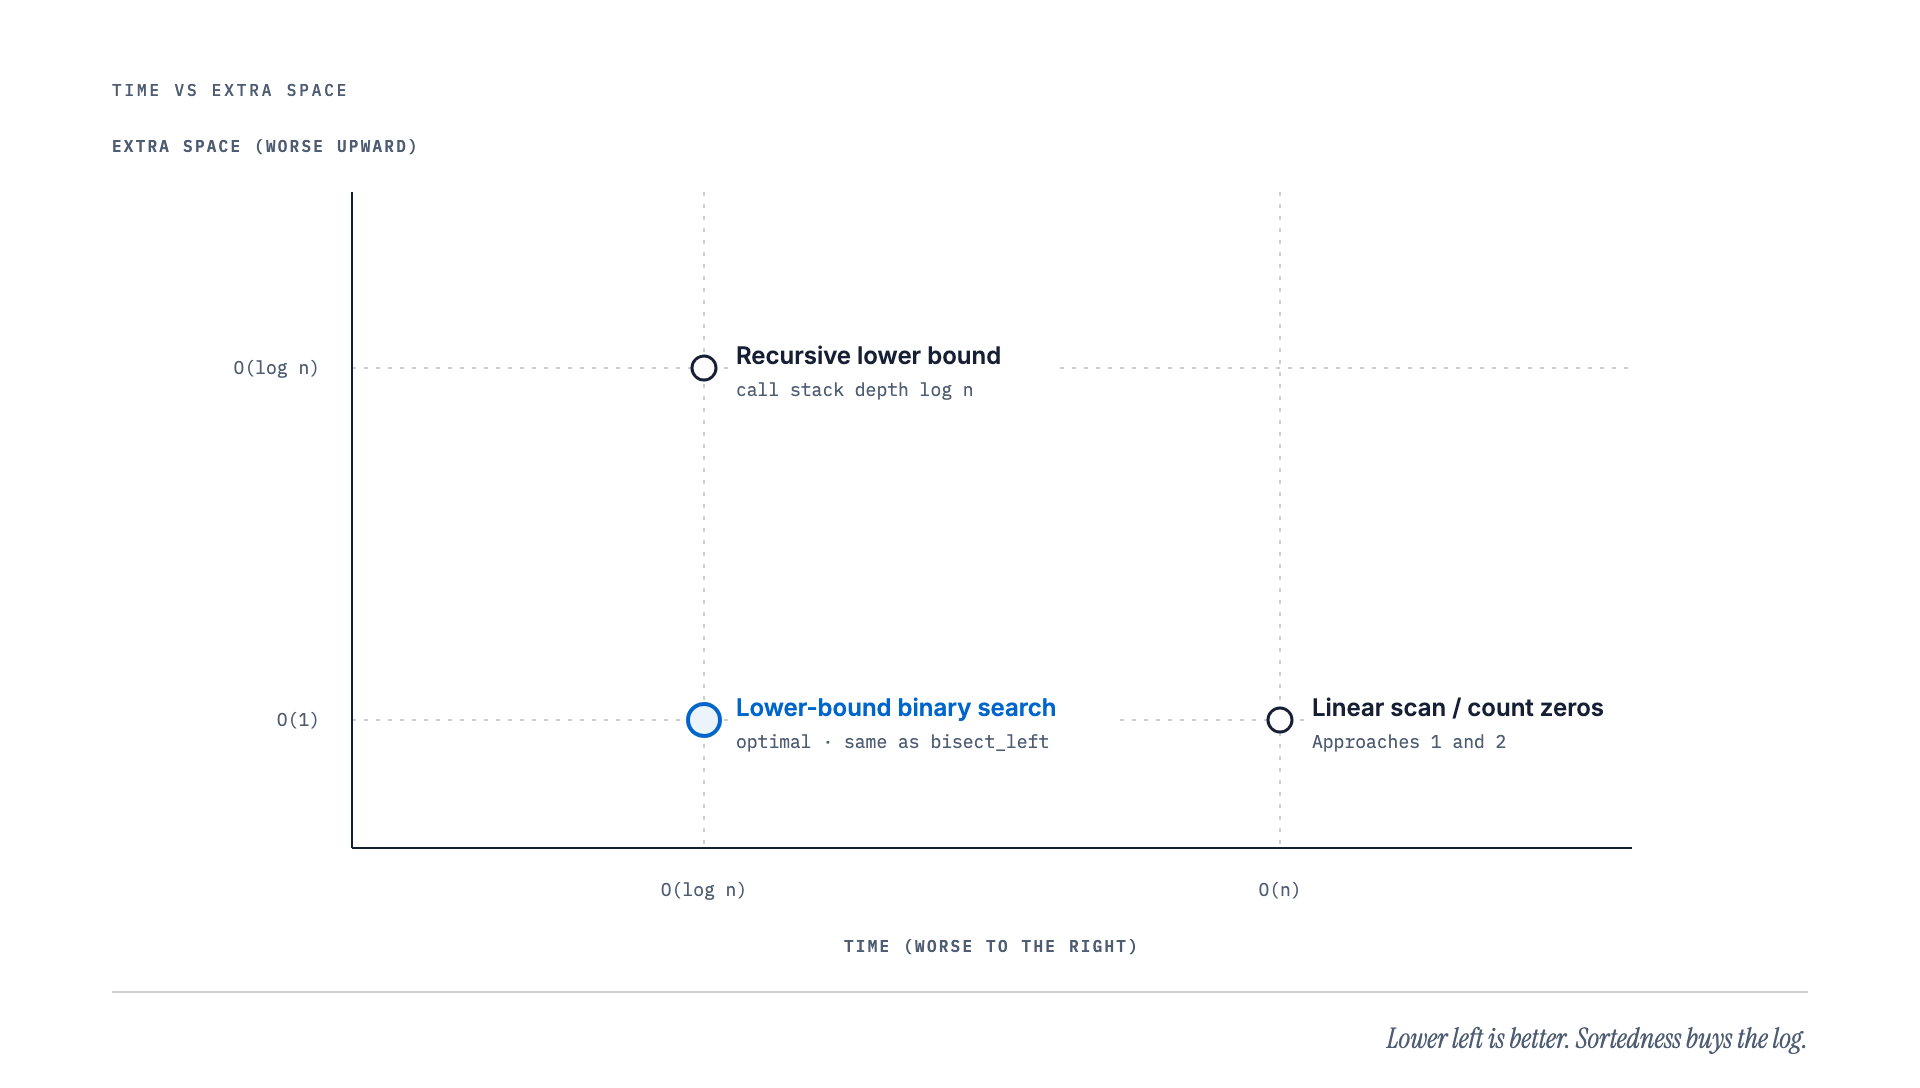 TIME VS EXTRA SPACE
EXTRA SPACE (WORSE UPWARD)
O(log n)
Recursive lower bound
call stack depth log n
O(1)
Lower-bound binary search
optimal · same as bisect_left
Linear scan / count zeros
Approaches 1 and 2
O(log n)
O(n)
TIME (WORSE TO THE RIGHT)
Lower left is better. Sortedness buys the log.